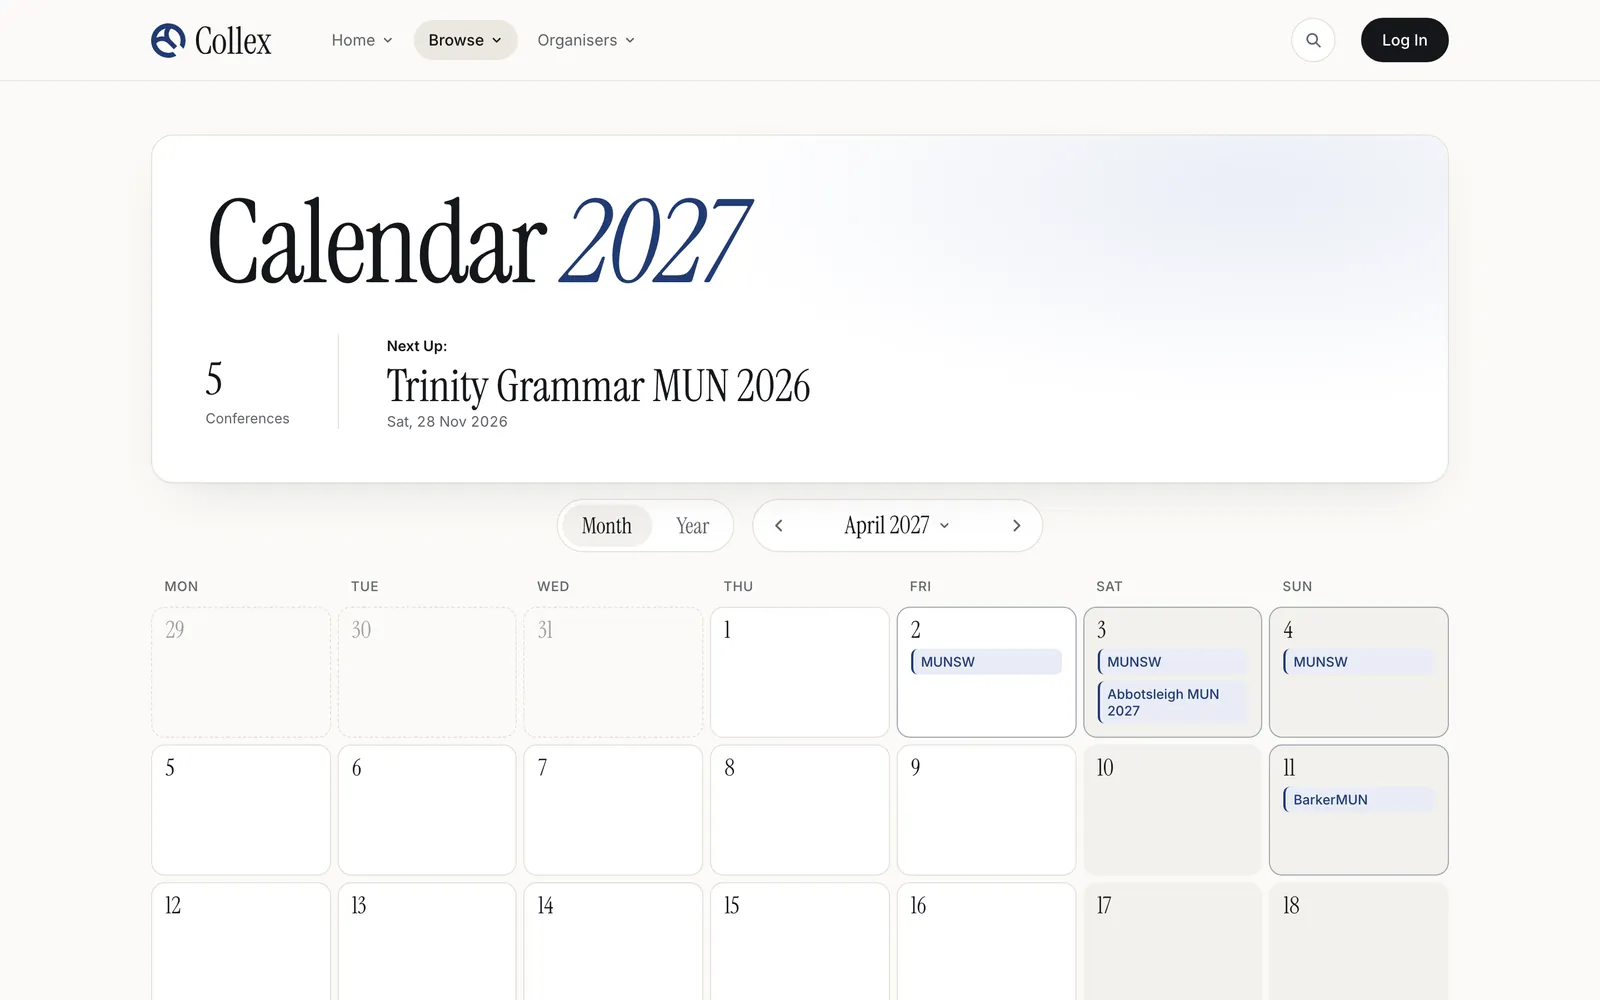 Collex
Home
Browse
Organisers
Log In
Calendar 2027
5
Conferences
Next Up:
Trinity Grammar MUN 2026
Sat, 28 Nov 2026
Month
Year
April 2027
MON
TUE
WED
THU
FRI
SAT
SUN
29
30
31
1
2
MUNSW
3
MUNSW
Abbotsleigh MUN
2027
4
MUNSW
5
6
7
8
9
10
11
BarkerMUN
12
13
14
15
16
17
18